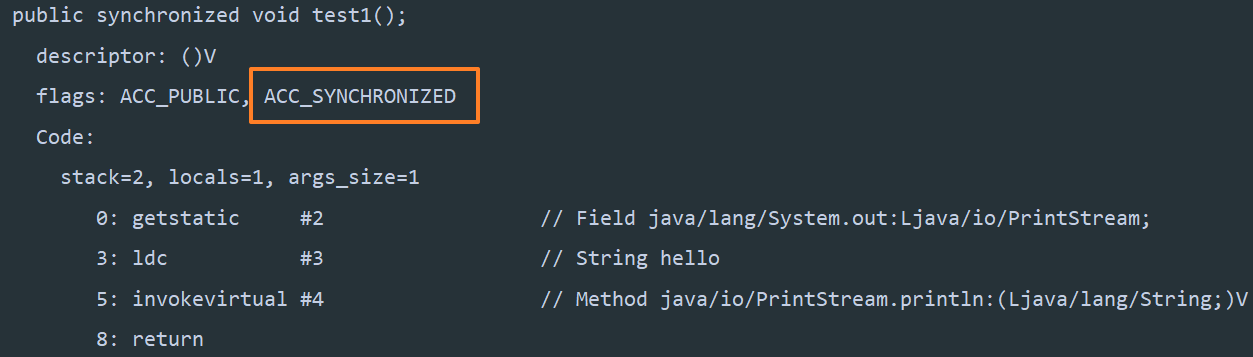 public synchronized void test1();
descriptor: ()V
flags: ACC_PUBLIC, ACC_SYNCHRONIZED
Code:
stack=2, locals=1, args_size=1
0: getstatic #2 // Field java/lang/System.out:Ljava/io/PrintStream;
3: ldc #3 // String hello
5: invokevirtual #4 // Method java/io/PrintStream.println:(Ljava/lang/String;)V
8: return